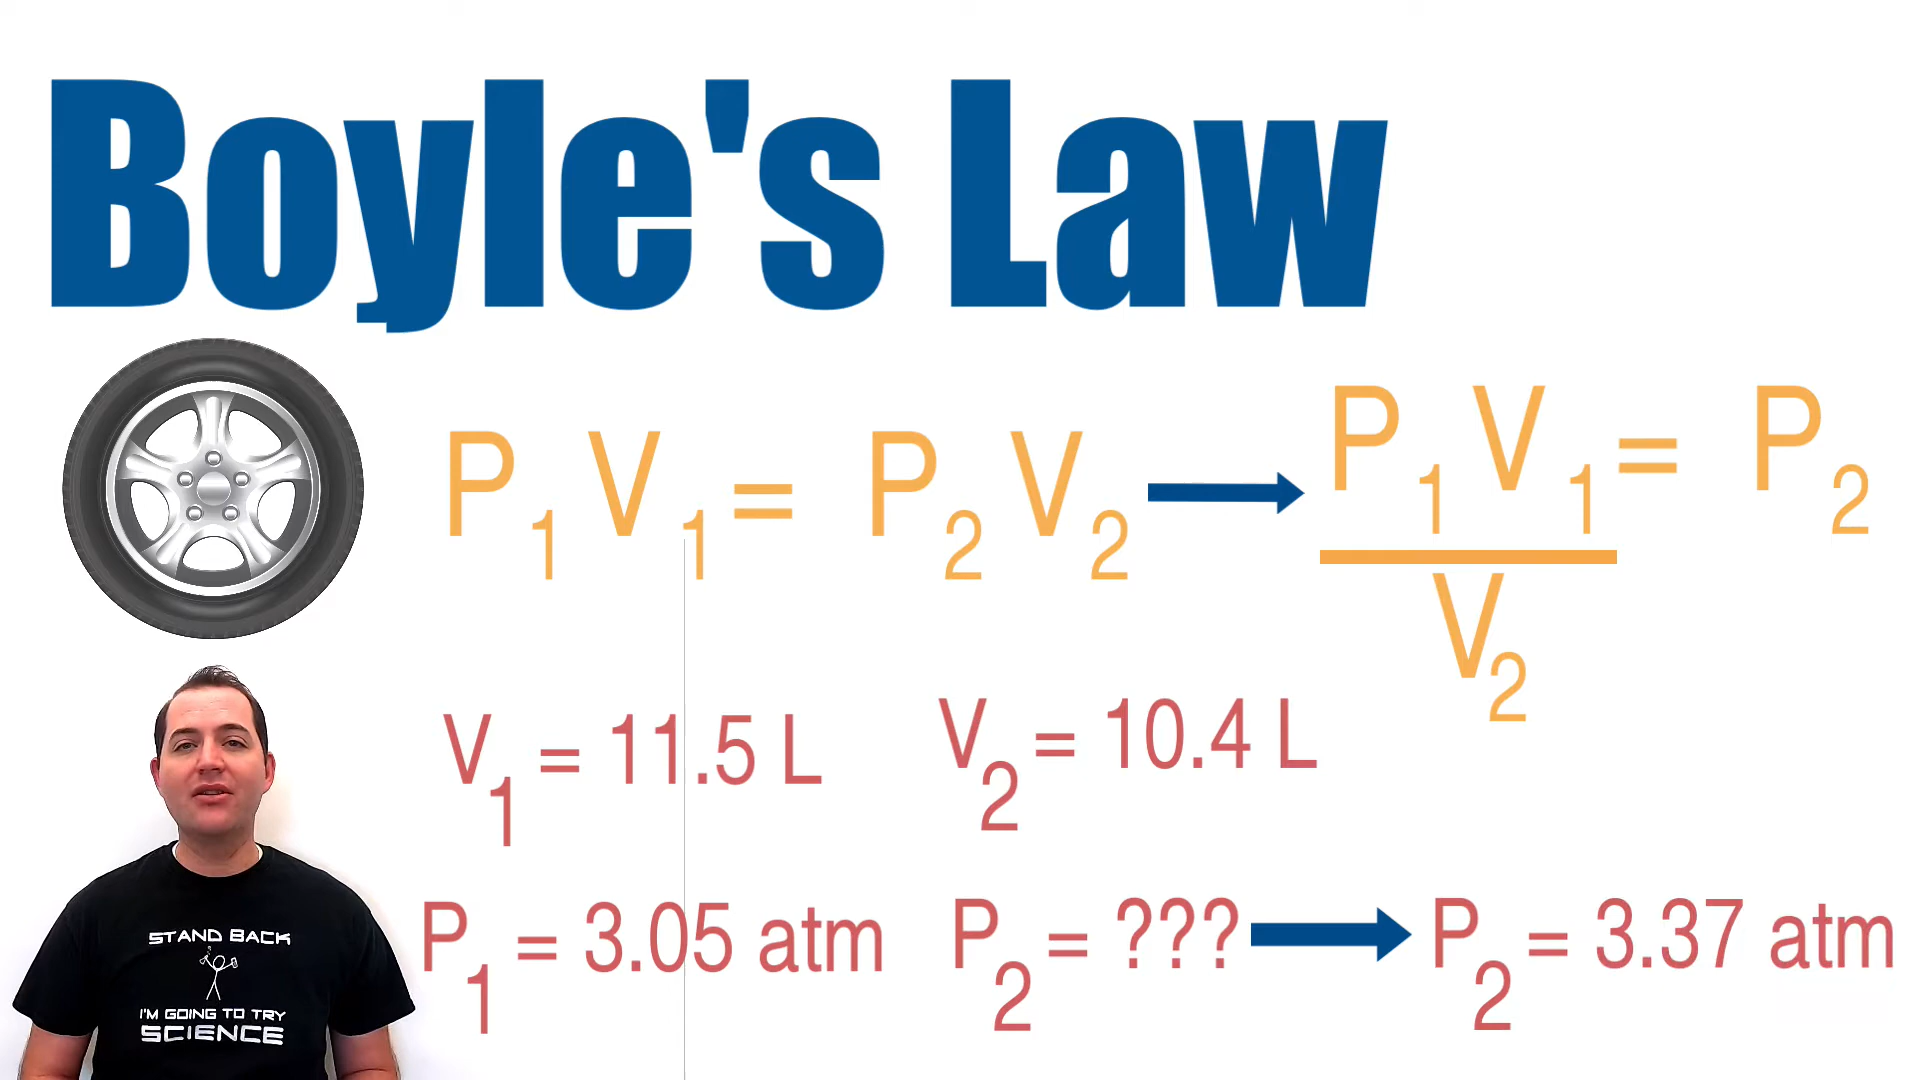 Boyle's Law
P1V1 = P2V2
P1V1 = P2
V2
V1 = 11.5 L
V2 = 10.4 L
P1 = 3.05 atm
P2 = ???
P2 = 3.37 atm
STAND BACK
I'M GOING TO TRY
SCIENCE